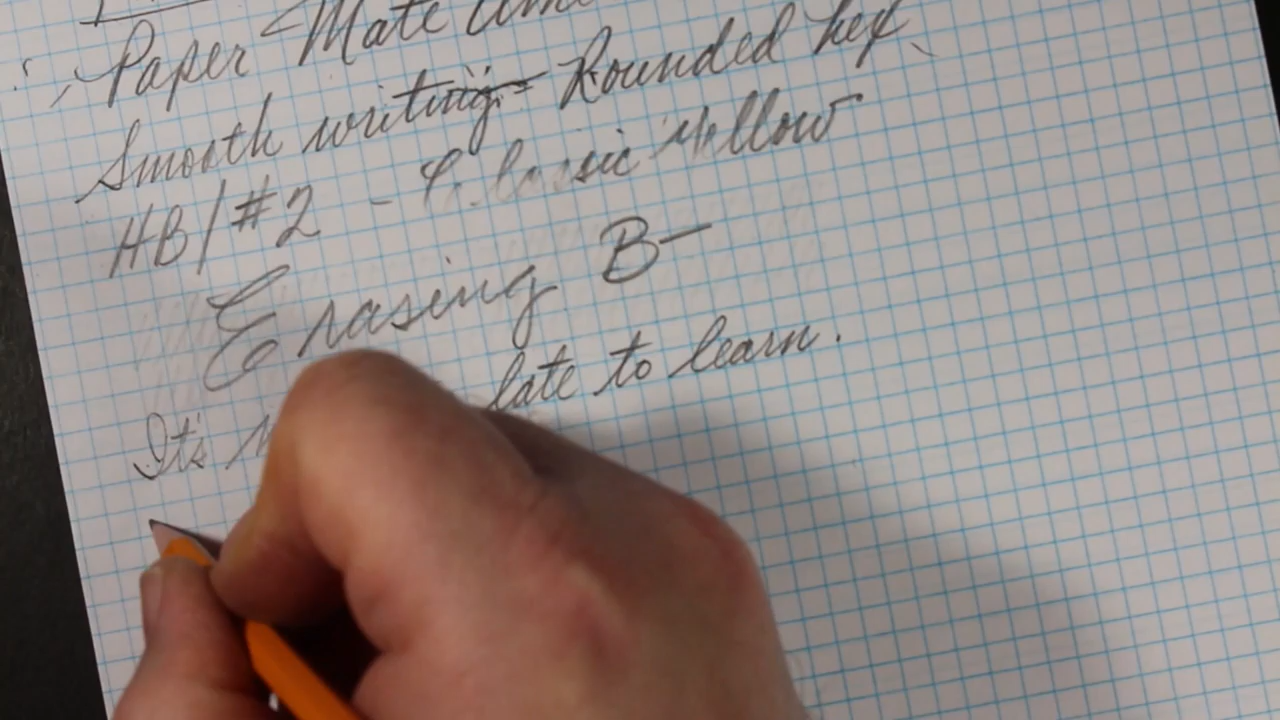 Paper Mate
Smooth writing - Rounded hex
HB/#2 - Classic Yellow
Erasing B-
It's late to learn.